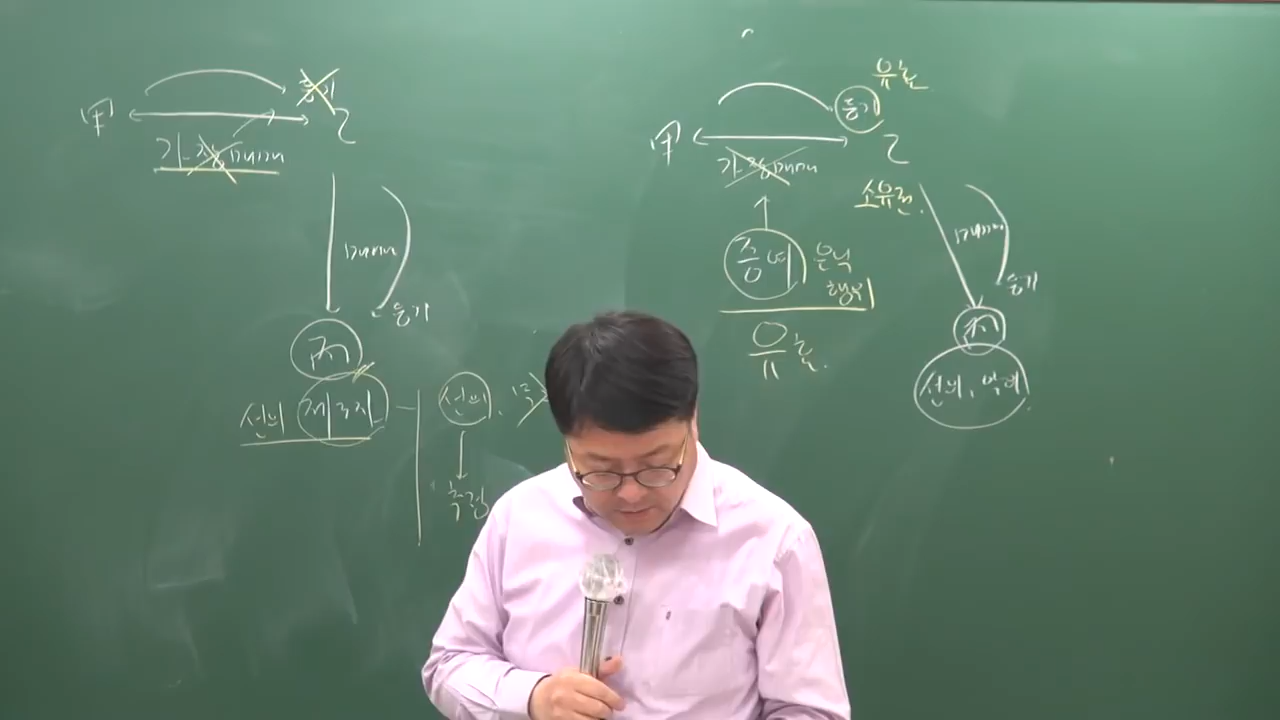 甲
등기
乙
가장매매
매매
등기
丙
선의 제3자
선의
추정
甲
등기
유효
乙
가장매매
소유권
증여
은닉
행위
유효
매매
등기
丙
선의, 악의